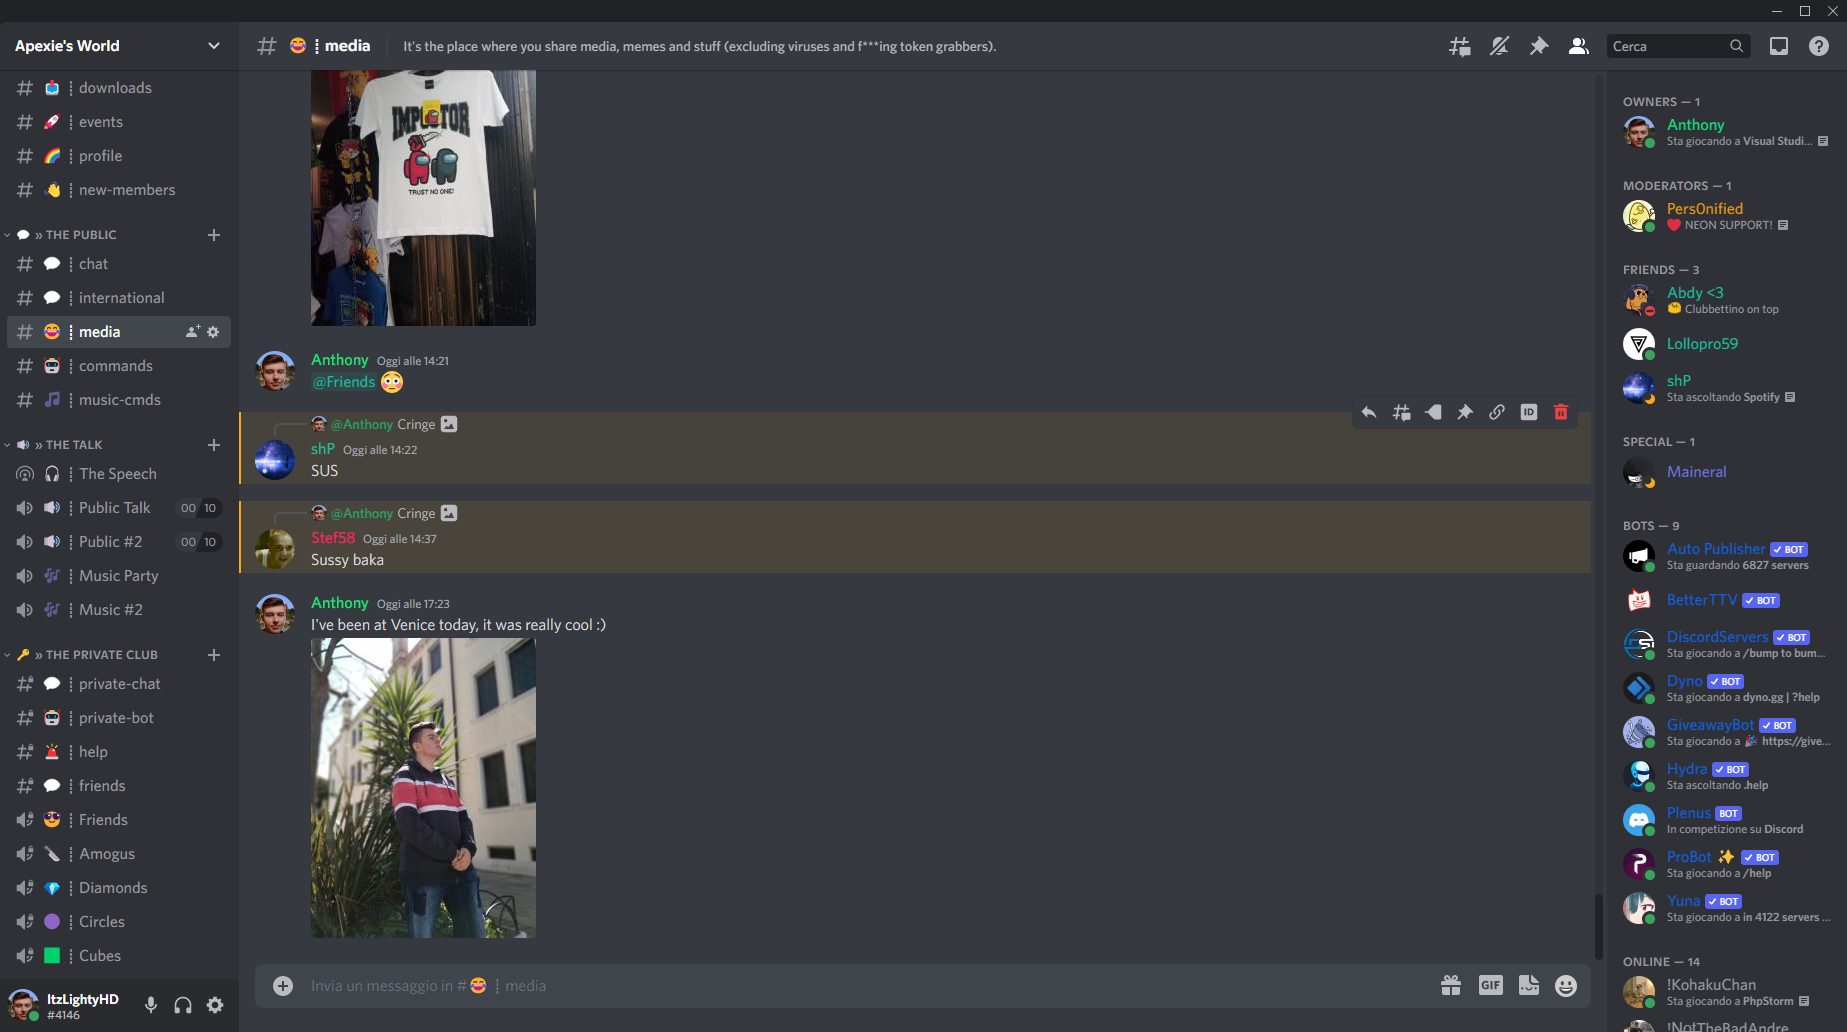 Apexie's World
downloads
events
profile
new-members
» THE PUBLIC
chat
international
media
commands
music-cmds
» THE TALK
The Speech
Public Talk 00 10
Public #2 00 10
Music Party
Music #2
» THE PRIVATE CLUB
private-chat
private-bot
help
friends
Friends
Amogus
Diamonds
Circles
Cubes
ItzLightyHD
#4146
media
It's the place where you share media, memes and stuff (excluding viruses and f***ing token grabbers).
Cerca
TRUST NO ONE!
Anthony Oggi alle 14:21
@Friends
@Anthony Cringe
shP Oggi alle 14:22
SUS
ID
@Anthony Cringe
Stef58 Oggi alle 14:37
Sussy baka
Anthony Oggi alle 17:23
I've been at Venice today, it was really cool :)
Invia un messaggio in # media
GIF
OWNERS — 1
Anthony
Sta giocando a Visual Studi...
MODERATORS — 1
Pers0nified
NEON SUPPORT!
FRIENDS — 3
Abdy <3
Clubbettino on top
Lollopro59
shP
Sta ascoltando Spotify
SPECIAL — 1
Maineral
BOTS — 9
Auto Publisher BOT
Sta guardando 6827 servers
BetterTTV BOT
DiscordServers BOT
Sta giocando a /bump to bum...
Dyno BOT
Sta giocando a dyno.gg | ?help
GiveawayBot BOT
Sta giocando a https://give...
Hydra BOT
Sta ascoltando .help
Plenus BOT
In competizione su Discord
ProBot BOT
Sta giocando a /help
Yuna BOT
Sta giocando a in 4122 servers ...
ONLINE — 14
!KohakuChan
Sta giocando a PhpStorm
!NotTheBadAndre